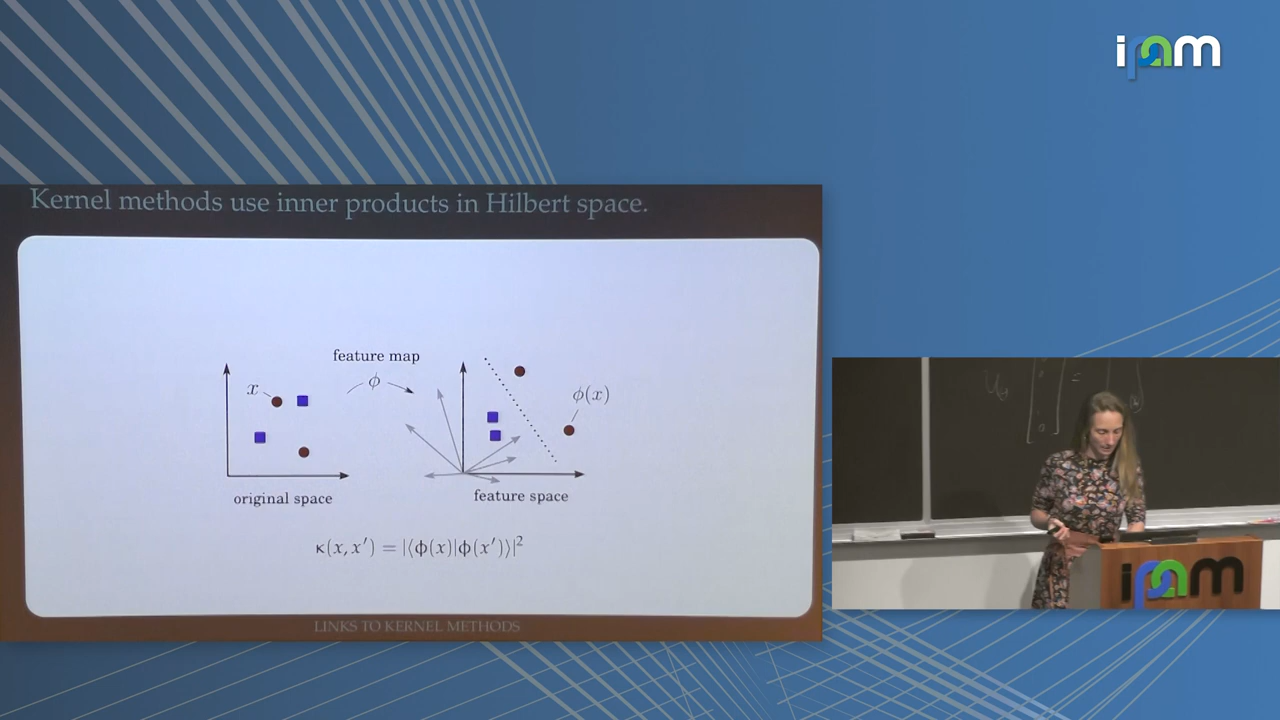 ipam
Kernel methods use inner products in Hilbert space.
feature map
ϕ
x
ϕ(x)
original space
feature space
κ(x, x′) = |⟨ϕ(x)|ϕ(x′)⟩|²
LINKS TO KERNEL METHODS
ipam